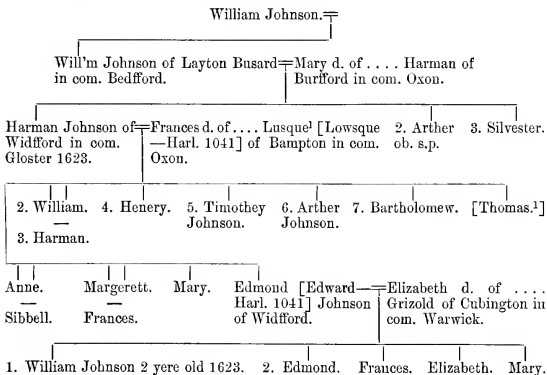 William Johnson.
Will'm Johnson of Layton Busard Mary d. of .... Harman of
in com. Bedfford. Burfford in com. Oxon.
Harman Johnson of Frances d. of .... Lusque¹ [Lowsque 2. Arther 3. Silvester.
Widfford in com. —Harl. 1041] of Bampton in com. ob. s.p.
Gloster 1623. Oxon.
2. William. 4. Henery. 5. Timothey 6. Arther 7. Bartholomew. [Thomas.¹]
— Johnson. Johnson.
3. Harman.
Anne. Margerett. Mary. Edmond [Edward— Elizabeth d. of ....
— — Harl. 1041] Johnson Grizold of Cubington in
Sibbell. Frances. of Widfford. com. Warwick.
1. William Johnson 2 yere old 1623. 2. Edmond. Frances. Elizabeth. Mary.